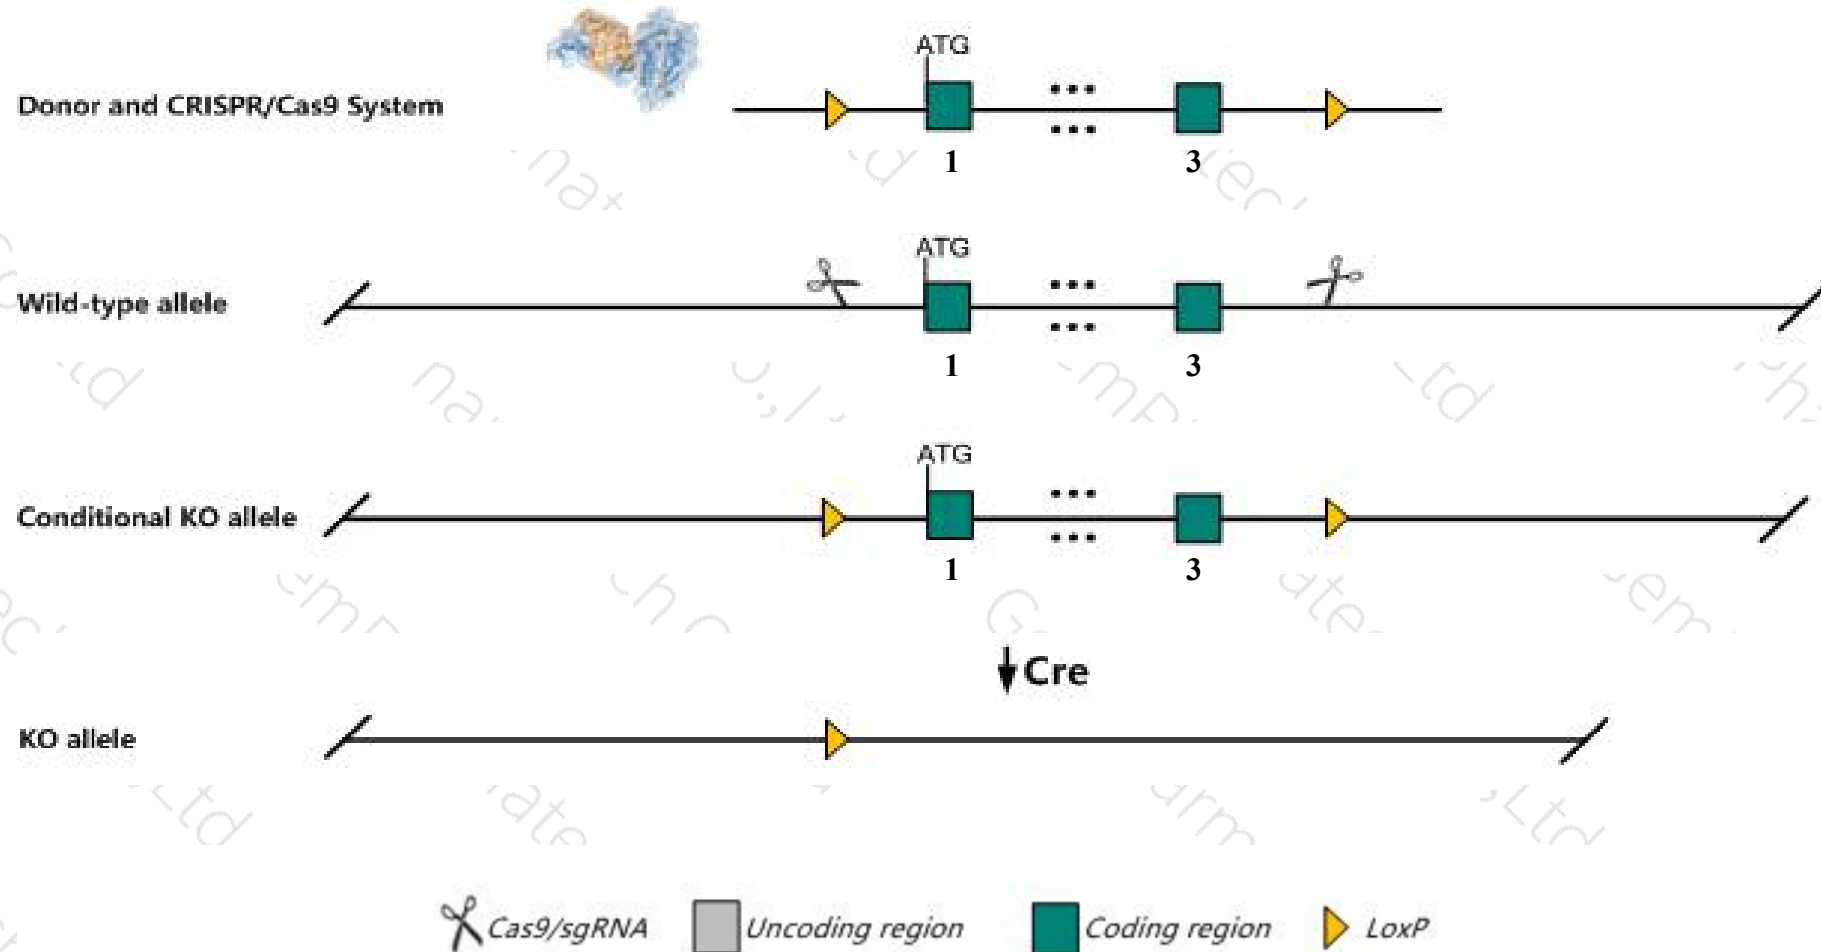 ATG
Donor and CRISPR/Cas9 System
...
...
1 3
ATG
Wild-type allele
...
...
1 3
ATG
Conditional KO allele
...
...
1 3
Cre
KO allele
Cas9/sgRNA Uncoding region Coding region LoxP